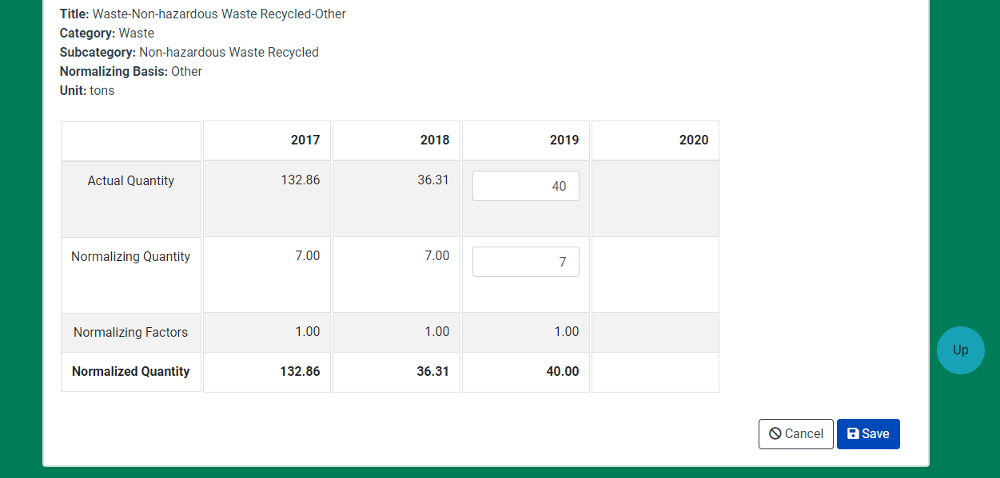 Title: Waste-Non-hazardous Waste Recycled-Other
Category: Waste
Subcategory: Non-hazardous Waste Recycled
Normalizing Basis: Other
Unit: tons
2017 2018 2019 2020
Actual Quantity 132.86 36.31 40
Normalizing Quantity 7.00 7.00 7
Normalizing Factors 1.00 1.00 1.00
Up
Normalized Quantity 132.86 36.31 40.00
Cancel Save